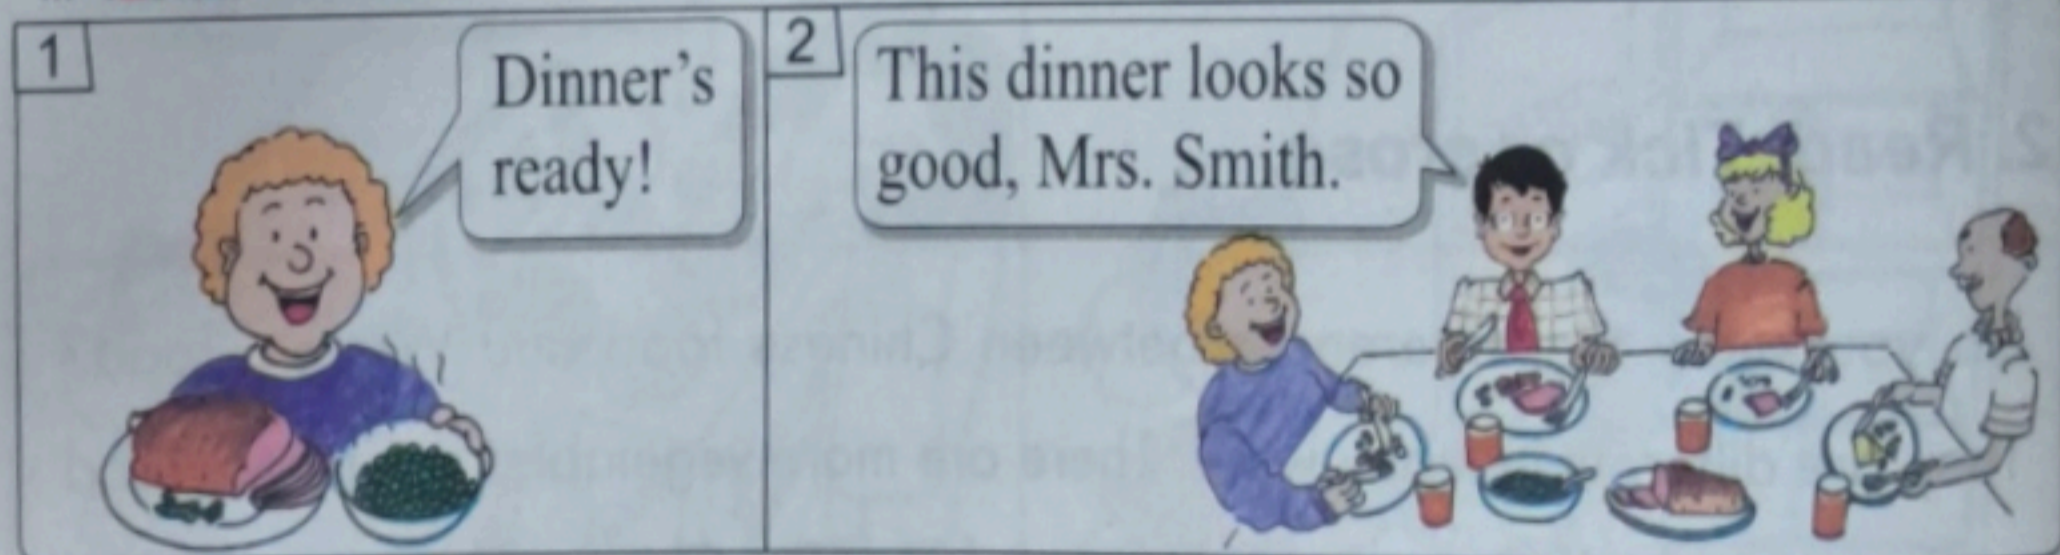 1
Dinner's
ready!
2
This dinner looks so
good, Mrs. Smith.